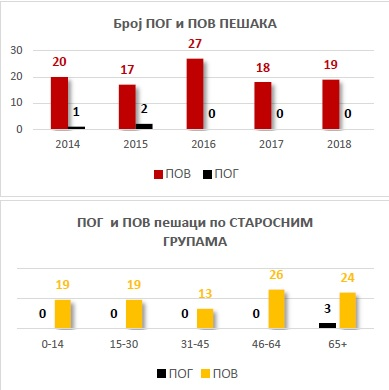 Број ПОГ и ПОВ ПЕШАКА
30
20
10
0
20 1 17 2 27 0 18 0 19 0
2014 2015 2016 2017 2018
ПОВ ПОГ
ПОГ и ПОВ пешаци по СТАРОСНИМ
ГРУПАМА
0 19 0 19 0 13 0 26 3 24
0-14 15-30 31-45 46-64 65+
ПОГ ПОВ